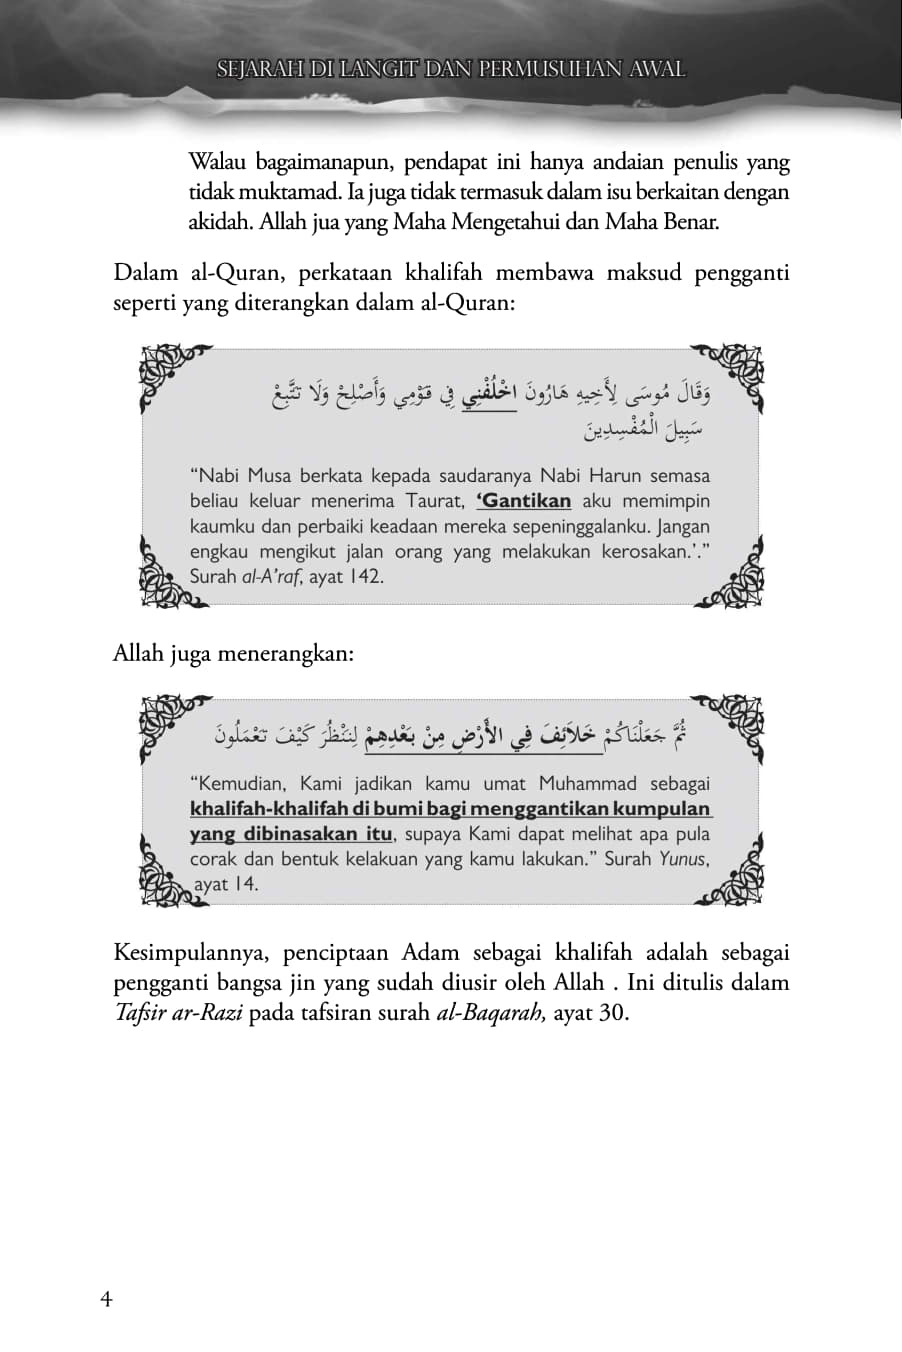 SEJARAH DI LANGIT DAN PERMUSUHAN AWAL
Walau bagaimanapun, pendapat ini hanya andaian penulis yang
tidak muktamad. Ia juga tidak termasuk dalam isu berkaitan dengan
akidah. Allah jua yang Maha Mengetahui dan Maha Benar.
Dalam al-Quran, perkataan khalifah membawa maksud pengganti
seperti yang diterangkan dalam al-Quran:
وَقَالَ مُوسَى لِأَخِيهِ هَارُونَ اخْلُفْنِي فِي قَوْمِي وَأَصْلِحْ وَلَا تَتَّبِعْ
سَبِيلَ الْمُفْسِدِينَ
“Nabi Musa berkata kepada saudaranya Nabi Harun semasa
beliau keluar menerima Taurat, ‘Gantikan aku memimpin
kaumku dan perbaiki keadaan mereka sepeninggalanku. Jangan
engkau mengikut jalan orang yang melakukan kerosakan.’.”
Surah al-A’raf, ayat 142.
Allah juga menerangkan:
ثُمَّ جَعَلْنَاكُمْ خَلَائِفَ فِي الْأَرْضِ مِنْ بَعْدِهِمْ لِنَنْظُرَ كَيْفَ تَعْمَلُونَ
“Kemudian, Kami jadikan kamu umat Muhammad sebagai
khalifah-khalifah di bumi bagi menggantikan kumpulan
yang dibinasakan itu, supaya Kami dapat melihat apa pula
corak dan bentuk kelakuan yang kamu lakukan.” Surah Yunus,
ayat 14.
Kesimpulannya, penciptaan Adam sebagai khalifah adalah sebagai
pengganti bangsa jin yang sudah diusir oleh Allah . Ini ditulis dalam
Tafsir ar-Razi pada tafsiran surah al-Baqarah, ayat 30.
4